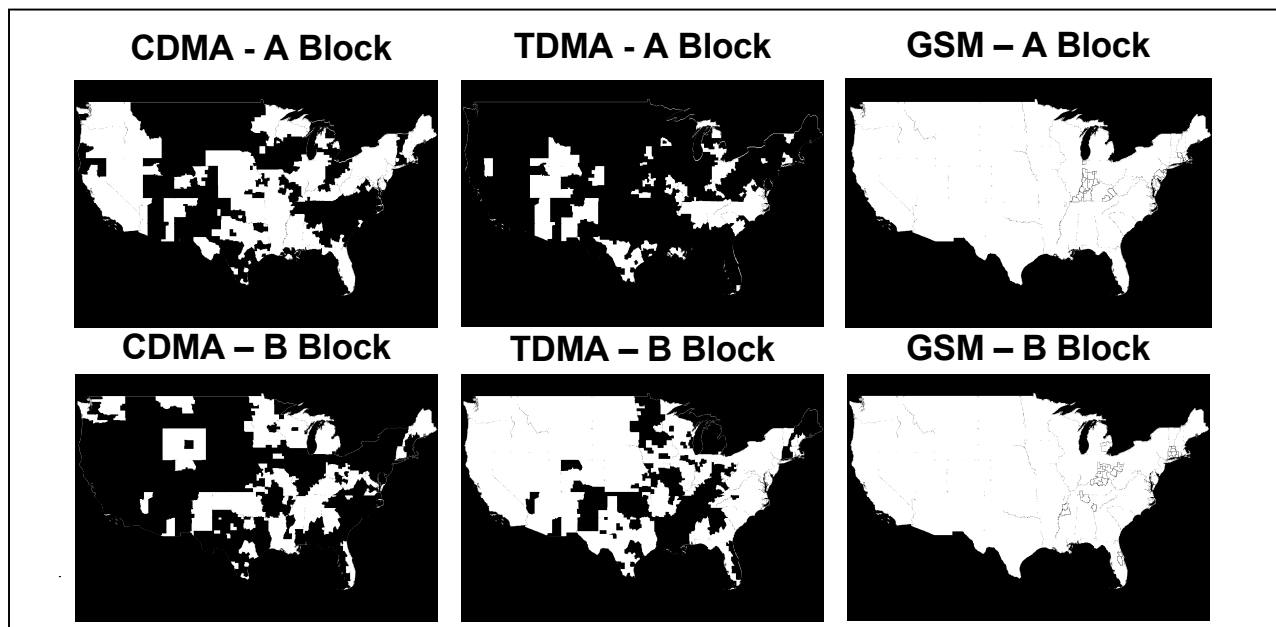 CDMA - A Block
TDMA - A Block
GSM – A Block
CDMA – B Block
TDMA – B Block
GSM – B Block